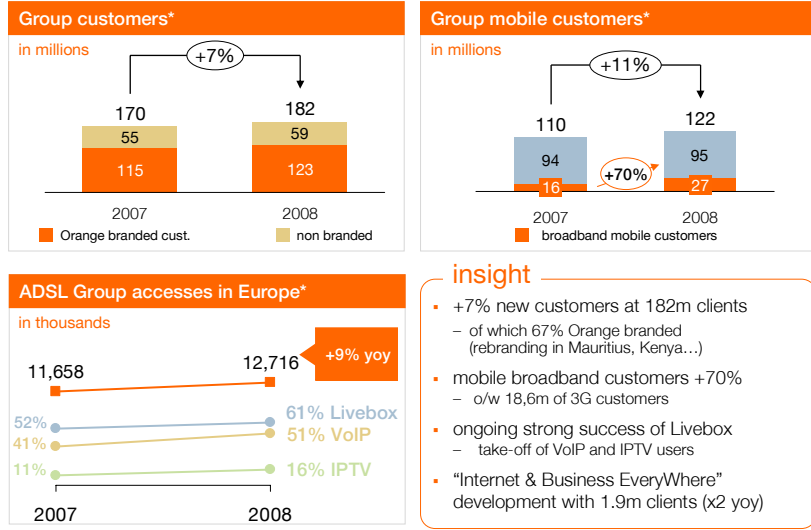 Group customers*
in millions
+7%
170
182
55
59
115
123
2007
2008
Orange branded cust.
non branded
Group mobile customers*
in millions
+11%
110
122
94
95
+70%
16
27
2007
2008
broadband mobile customers
ADSL Group accesses in Europe*
in thousands
+9% yoy
11,658
12,716
52%
61% Livebox
41%
51% VoIP
11%
16% IPTV
2007
2008
insight
▪ +7% new customers at 182m clients
– of which 67% Orange branded
(rebranding in Mauritius, Kenya…)
▪ mobile broadband customers +70%
– o/w 18,6m of 3G customers
▪ ongoing strong success of Livebox
– take-off of VoIP and IPTV users
▪ “Internet & Business EveryWhere”
development with 1.9m clients (x2 yoy)